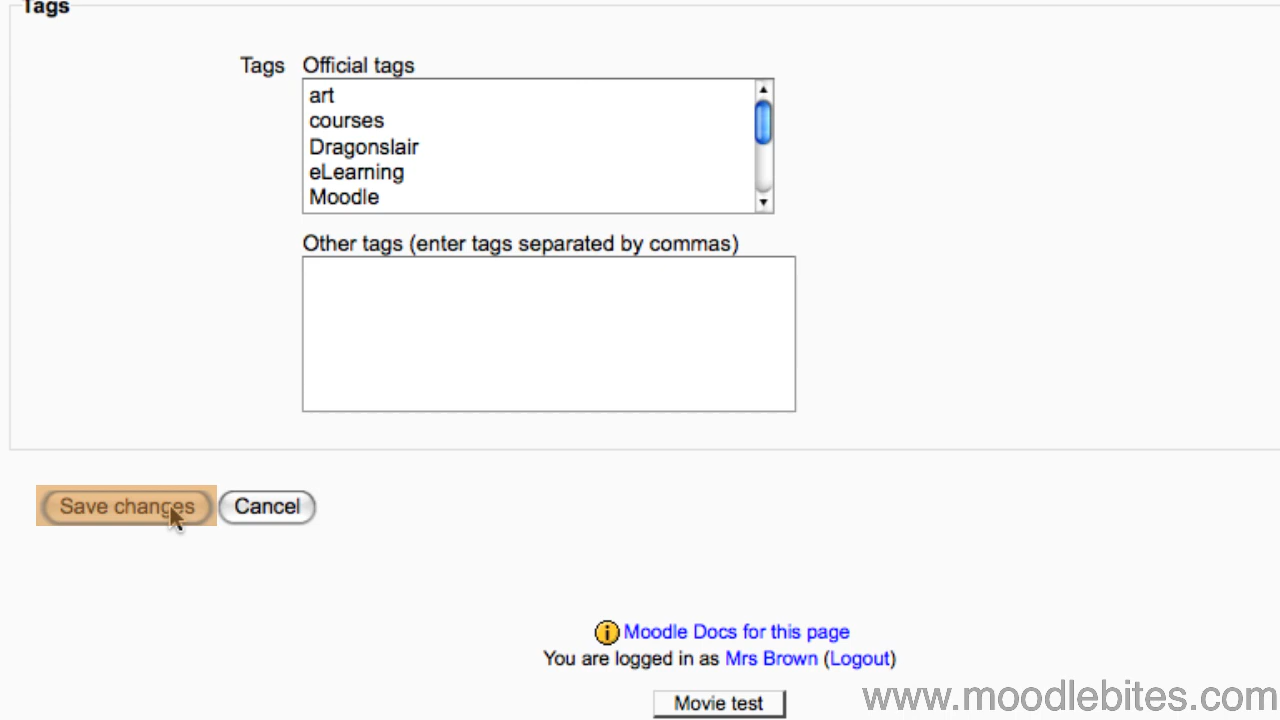 Tags
Tags Official tags
art
courses
Dragonslair
eLearning
Moodle
Other tags (enter tags separated by commas)
Save changes Cancel
Moodle Docs for this page
You are logged in as Mrs Brown (Logout)
Movie test
www.moodlebites.com